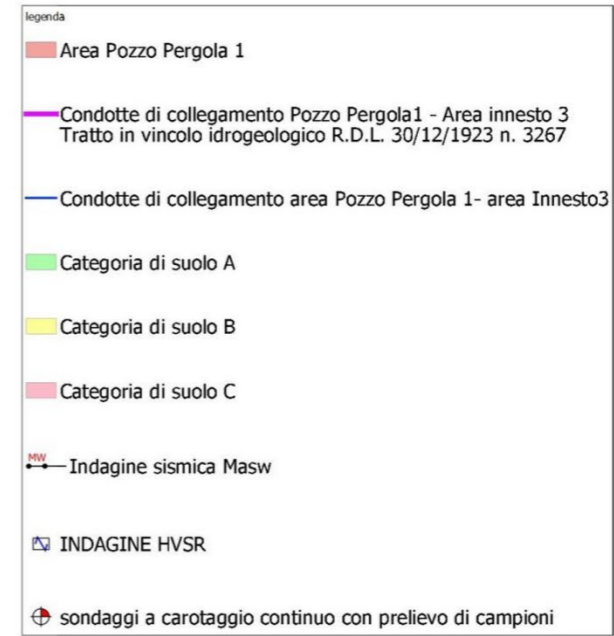 legenda
Area Pozzo Pergola 1
Condotte di collegamento Pozzo Pergola1 - Area innesto 3
Tratto in vincolo idrogeologico R.D.L. 30/12/1923 n. 3267
Condotte di collegamento area Pozzo Pergola 1- area Innesto3
Categoria di suolo A
Categoria di suolo B
Categoria di suolo C
MW
Indagine sismica Masw
INDAGINE HVSR
sondaggi a carotaggio continuo con prelievo di campioni